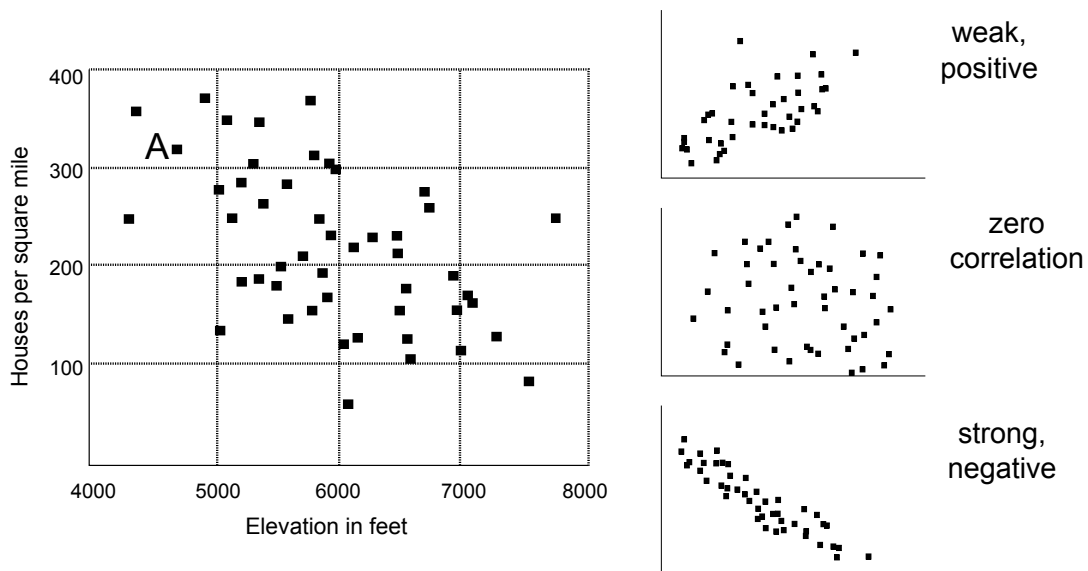 400
300
200
100
4000
5000
6000
7000
8000
Houses per square mile
Elevation in feet
A
weak,
positive
zero
correlation
strong,
negative